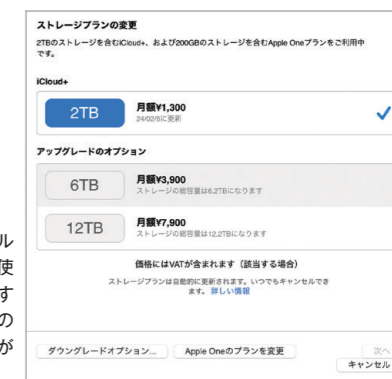 ストレージプランの変更
2TBのストレージを含むiCloud+、および200GBのストレージを含むApple Oneプランをご利用中
です。
iCloud+
2TB
月額¥1,300
24/02/5に更新
アップグレードのオプション
6TB
月額¥3,900
ストレージの総容量は6.2TBになります
12TB
月額¥7,900
ストレージの総容量は12.2TBになります
価格にはVATが含まれます（該当する場合）
ストレージプランは自動的に更新されます。いつでもキャンセルでき
ます。詳しい情報
ダウングレードオプション...
Apple Oneのプランを変更
次へ
キャンセル
ル
使
す
の
が